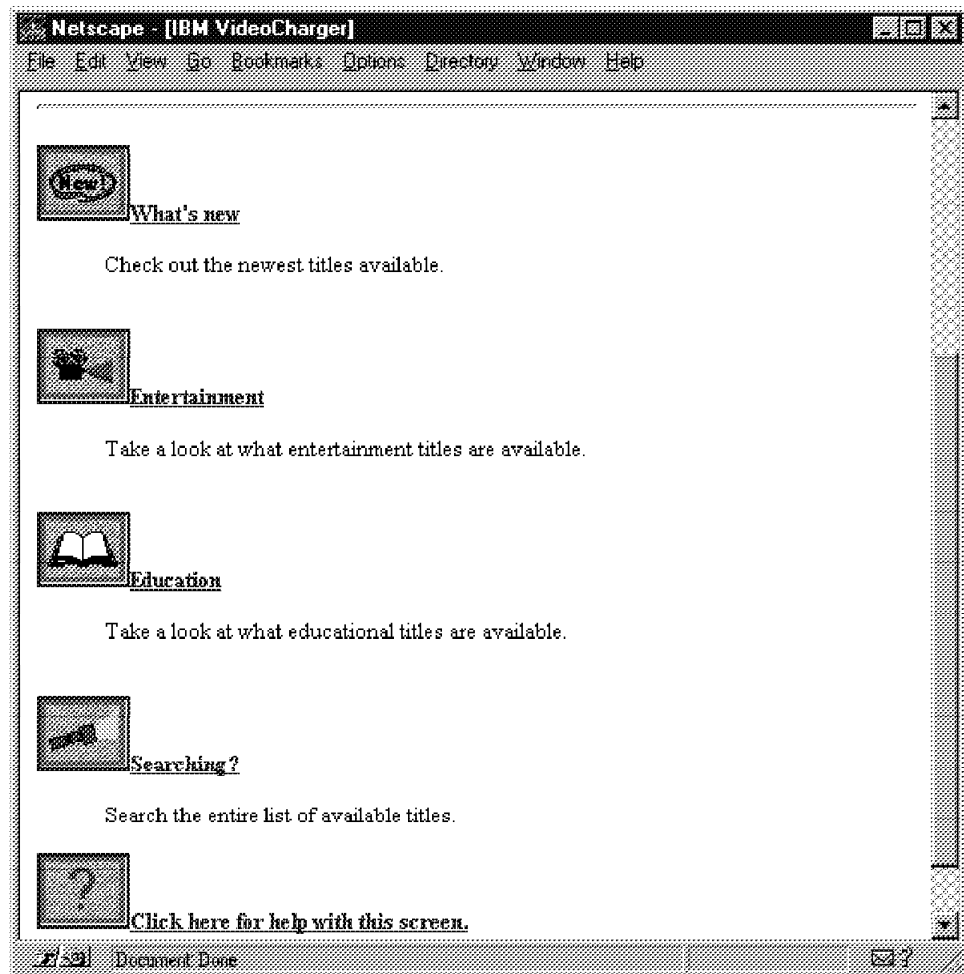 Netscape - [IBM VideoCharger]
File Edit View Go Bookmarks Options Directory Window Help
New!
What's new
Check out the newest titles available.
Entertainment
Take a look at what entertainment titles are available.
Education
Take a look at what educational titles are available.
Searching?
Search the entire list of available titles.
?
Click here for help with this screen.
Document: Done
?